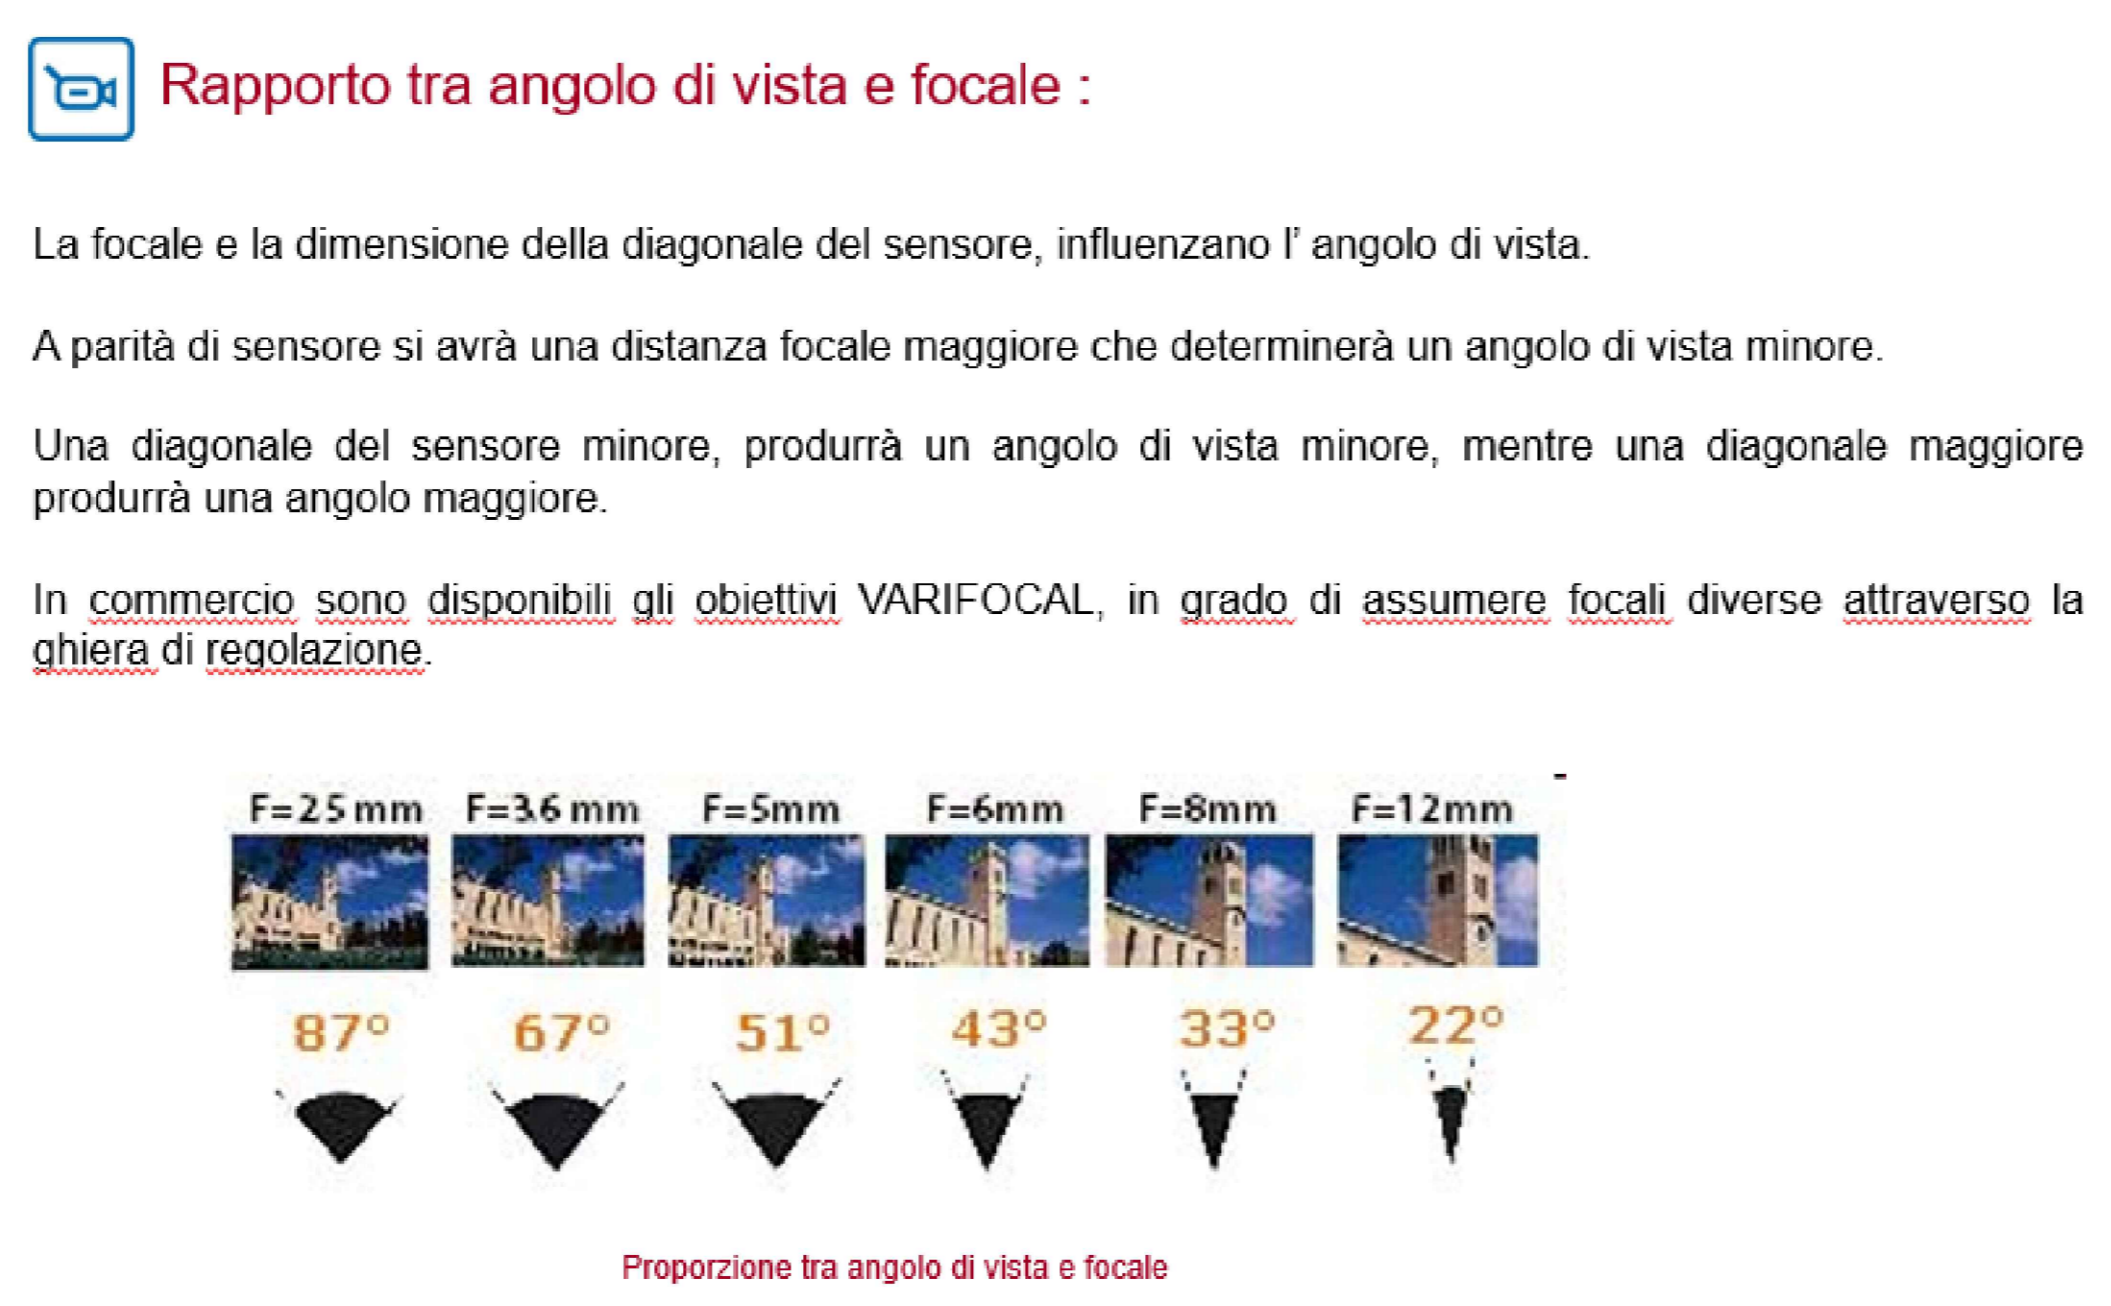 Rapporto tra angolo di vista e focale :
La focale e la dimensione della diagonale del sensore, influenzano l' angolo di vista.
A parità di sensore si avrà una distanza focale maggiore che determinerà un angolo di vista minore.
Una diagonale del sensore minore, produrrà un angolo di vista minore, mentre una diagonale maggiore
produrrà una angolo maggiore.
In commercio sono disponibili gli obiettivi VARIFOCAL, in grado di assumere focali diverse attraverso la
ghiera di regolazione.
F=2.5 mm F=3.6 mm F=5mm F=6mm F=8mm F=12mm
87° 67° 51° 43° 33° 22°
Proporzione tra angolo di vista e focale